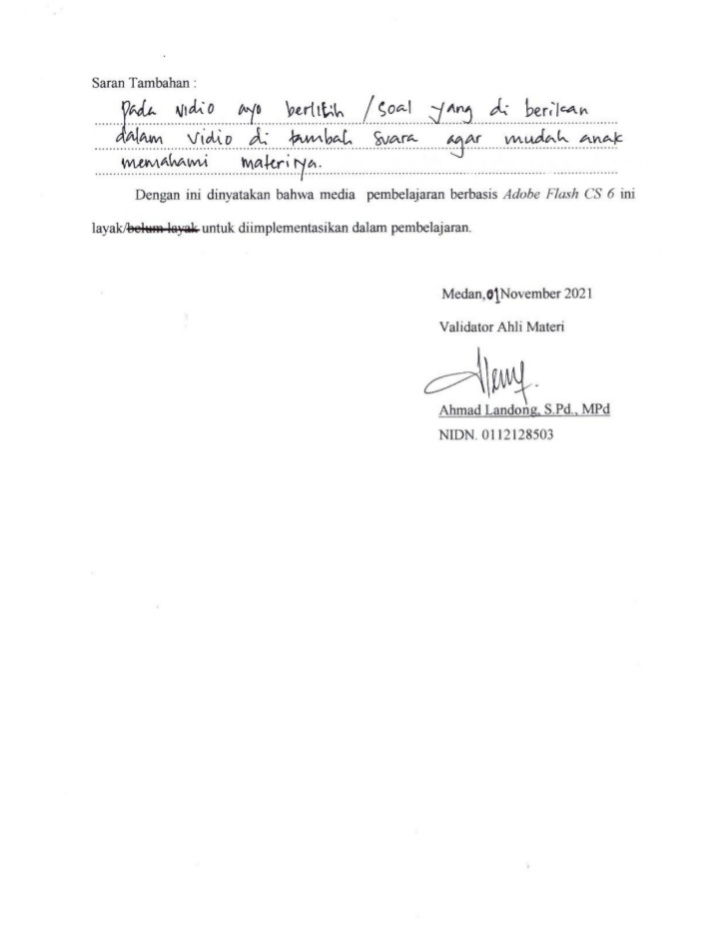 Saran Tambahan :
Pada vidio ayo berlitih / soal yang di berikan
dalam vidio di tambah suara agar mudah anak
memahami materinya.
Dengan ini dinyatakan bahwa media pembelajaran berbasis Adobe Flash CS 6 ini
layak/belum layak untuk diimplementasikan dalam pembelajaran.
Medan, 01 November 2021
Validator Ahli Materi
Ahmad Landong, S.Pd., MPd
NIDN. 0112128503